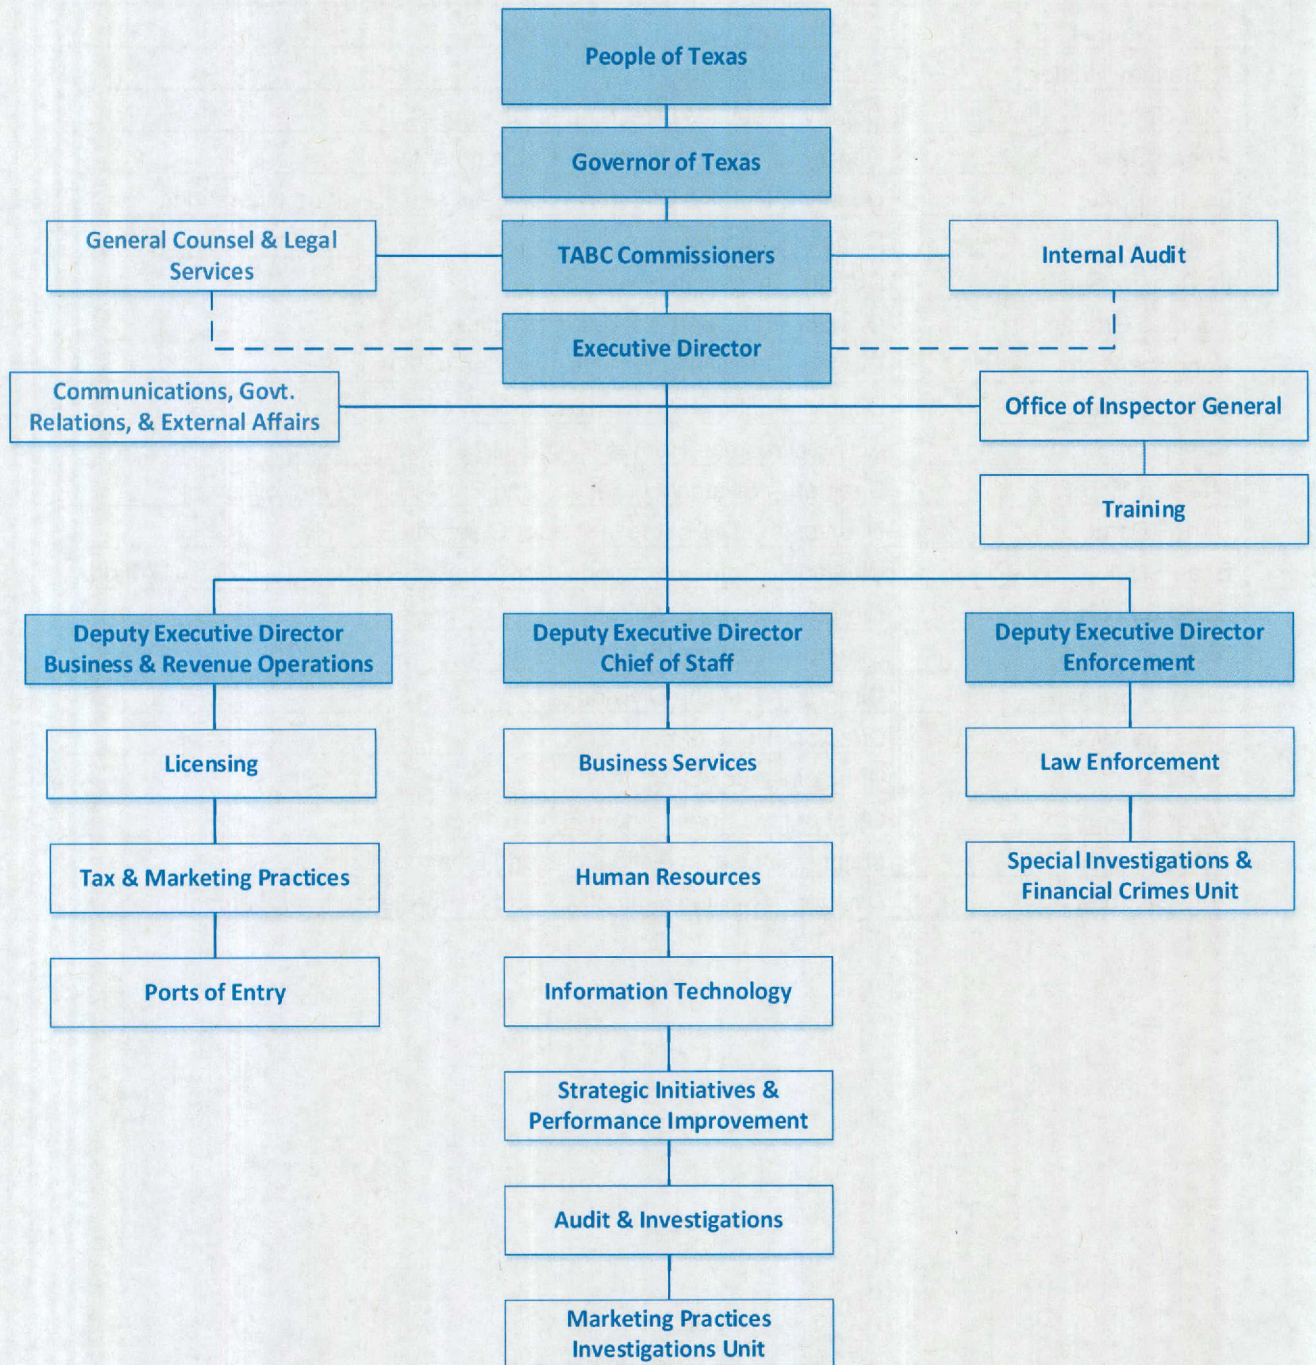 People of Texas
Governor of Texas
General Counsel & Legal
Services
TABC Commissioners
Internal Audit
Executive Director
Communications, Govt.
Relations, & External Affairs
Office of Inspector General
Training
Deputy Executive Director
Business & Revenue Operations
Deputy Executive Director
Chief of Staff
Deputy Executive Director
Enforcement
Licensing
Business Services
Law Enforcement
Tax & Marketing Practices
Human Resources
Special Investigations &
Financial Crimes Unit
Ports of Entry
Information Technology
Strategic Initiatives &
Performance Improvement
Audit & Investigations
Marketing Practices
Investigations Unit